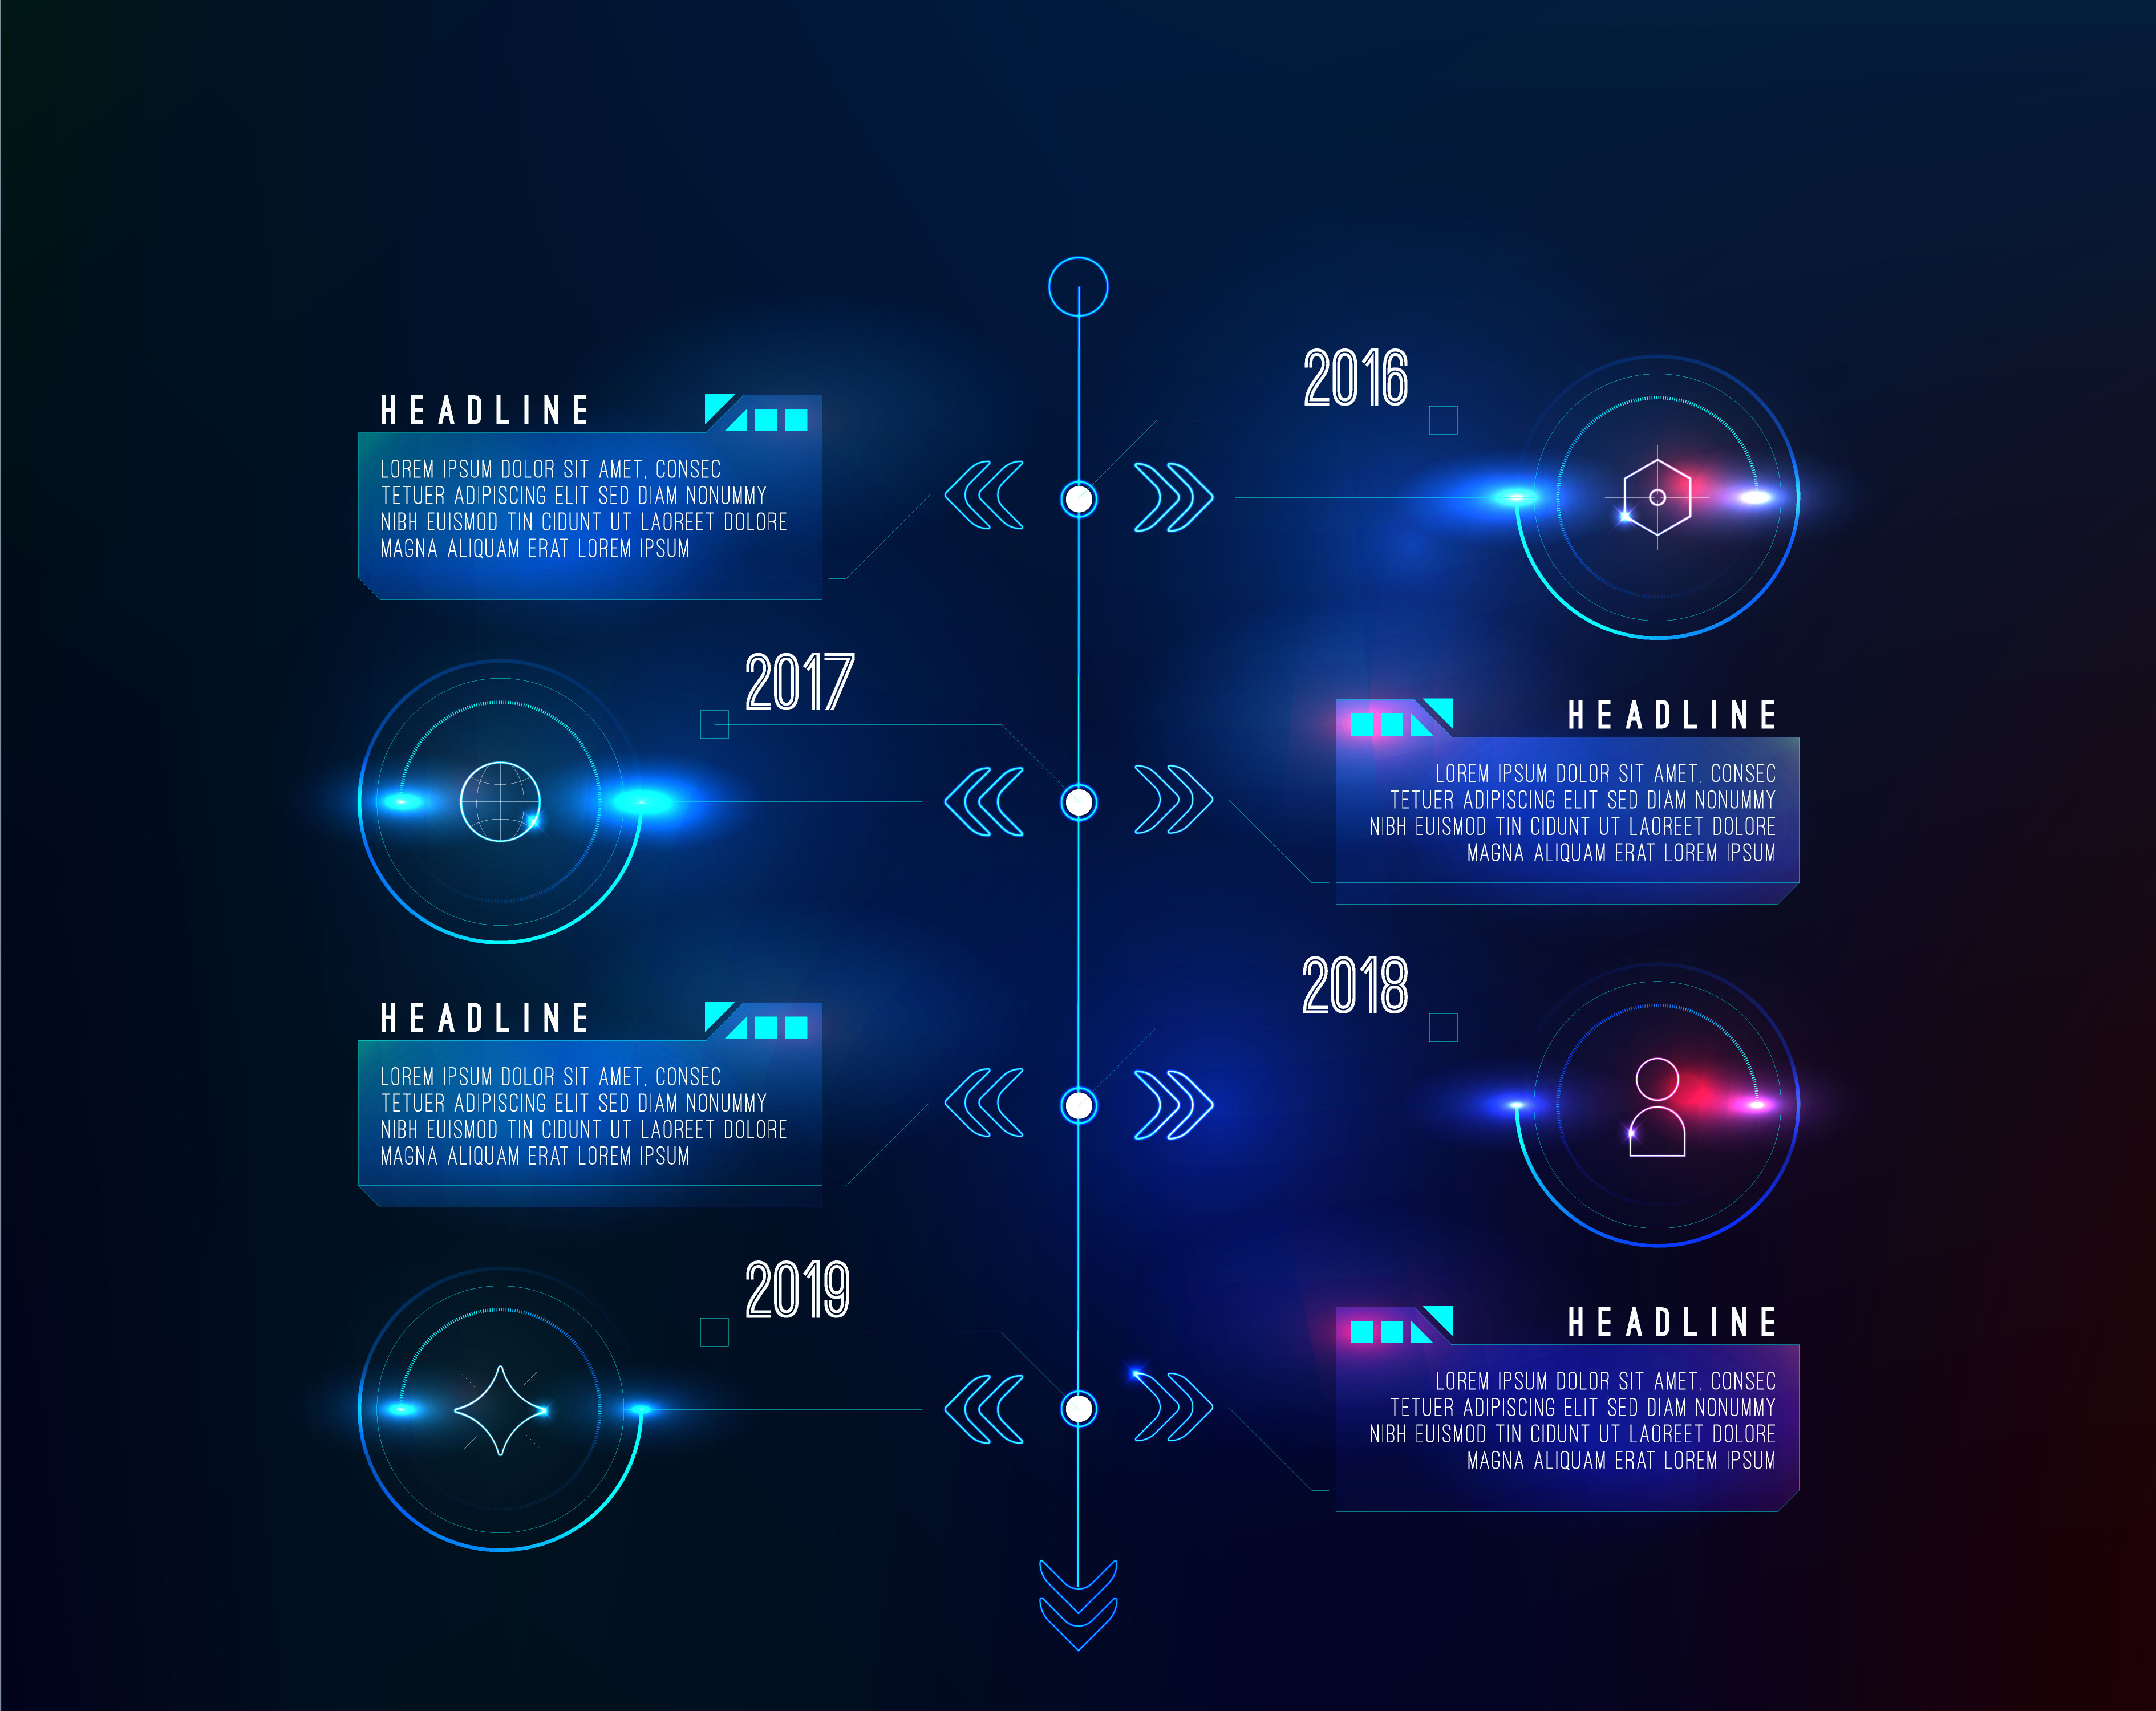 2016
HEADLINE
LOREM IPSUM DOLOR SIT AMET, CONSEC
TETUER ADIPISCING ELIT SED DIAM NONUMMY
NIBH EUISMOD TIN CIDUNT UT LAOREET DOLORE
MAGNA ALIQUAM ERAT LOREM IPSUM
2017
HEADLINE
LOREM IPSUM DOLOR SIT AMET, CONSEC
TETUER ADIPISCING ELIT SED DIAM NONUMMY
NIBH EUISMOD TIN CIDUNT UT LAOREET DOLORE
MAGNA ALIQUAM ERAT LOREM IPSUM
2018
HEADLINE
LOREM IPSUM DOLOR SIT AMET, CONSEC
TETUER ADIPISCING ELIT SED DIAM NONUMMY
NIBH EUISMOD TIN CIDUNT UT LAOREET DOLORE
MAGNA ALIQUAM ERAT LOREM IPSUM
2019
HEADLINE
LOREM IPSUM DOLOR SIT AMET, CONSEC
TETUER ADIPISCING ELIT SED DIAM NONUMMY
NIBH EUISMOD TIN CIDUNT UT LAOREET DOLORE
MAGNA ALIQUAM ERAT LOREM IPSUM